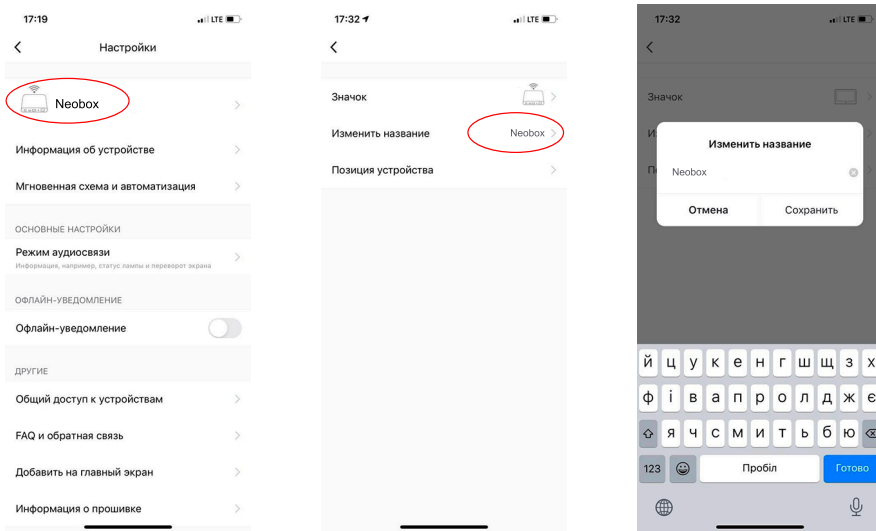 17:19
LTE
Настройки
Neobox
Информация об устройстве
Мгновенная схема и автоматизация
ОСНОВНЫЕ НАСТРОЙКИ
Режим аудиосвязи
Информация, например, статус лампы и переворот экрана
ОФЛАЙН-УВЕДОМЛЕНИЕ
Офлайн-уведомление
ДРУГИЕ
Общий доступ к устройствам
FAQ и обратная связь
Добавить на главный экран
Информация о прошивке
17:32
LTE
Значок
Изменить название Neobox
Позиция устройства
17:32
LTE
Значок
И
П
Изменить название
Neobox
Отмена Сохранить
й ц у к е н г ш щ з х
ф і в а п р о л д ж є
я ч с м и т ь б ю
123 Пробіл Готово